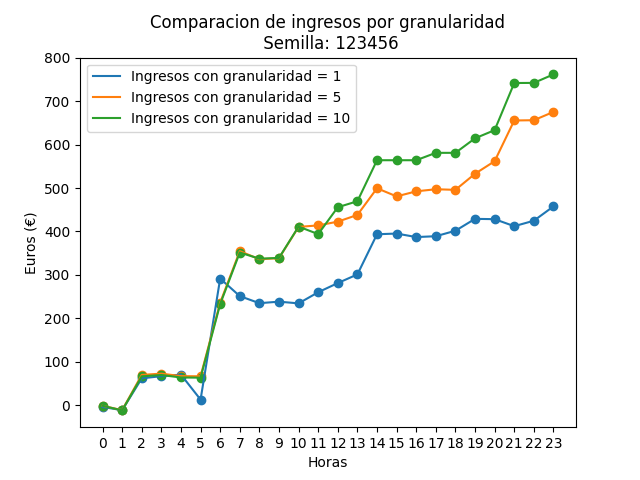 Comparacion de ingresos por granularidad
Semilla: 123456
Ingresos con granularidad = 1
Ingresos con granularidad = 5
Ingresos con granularidad = 10
Euros (€)
800
700
600
500
400
300
200
100
0
0 1 2 3 4 5 6 7 8 9 10 11 12 13 14 15 16 17 18 19 20 21 22 23
Horas